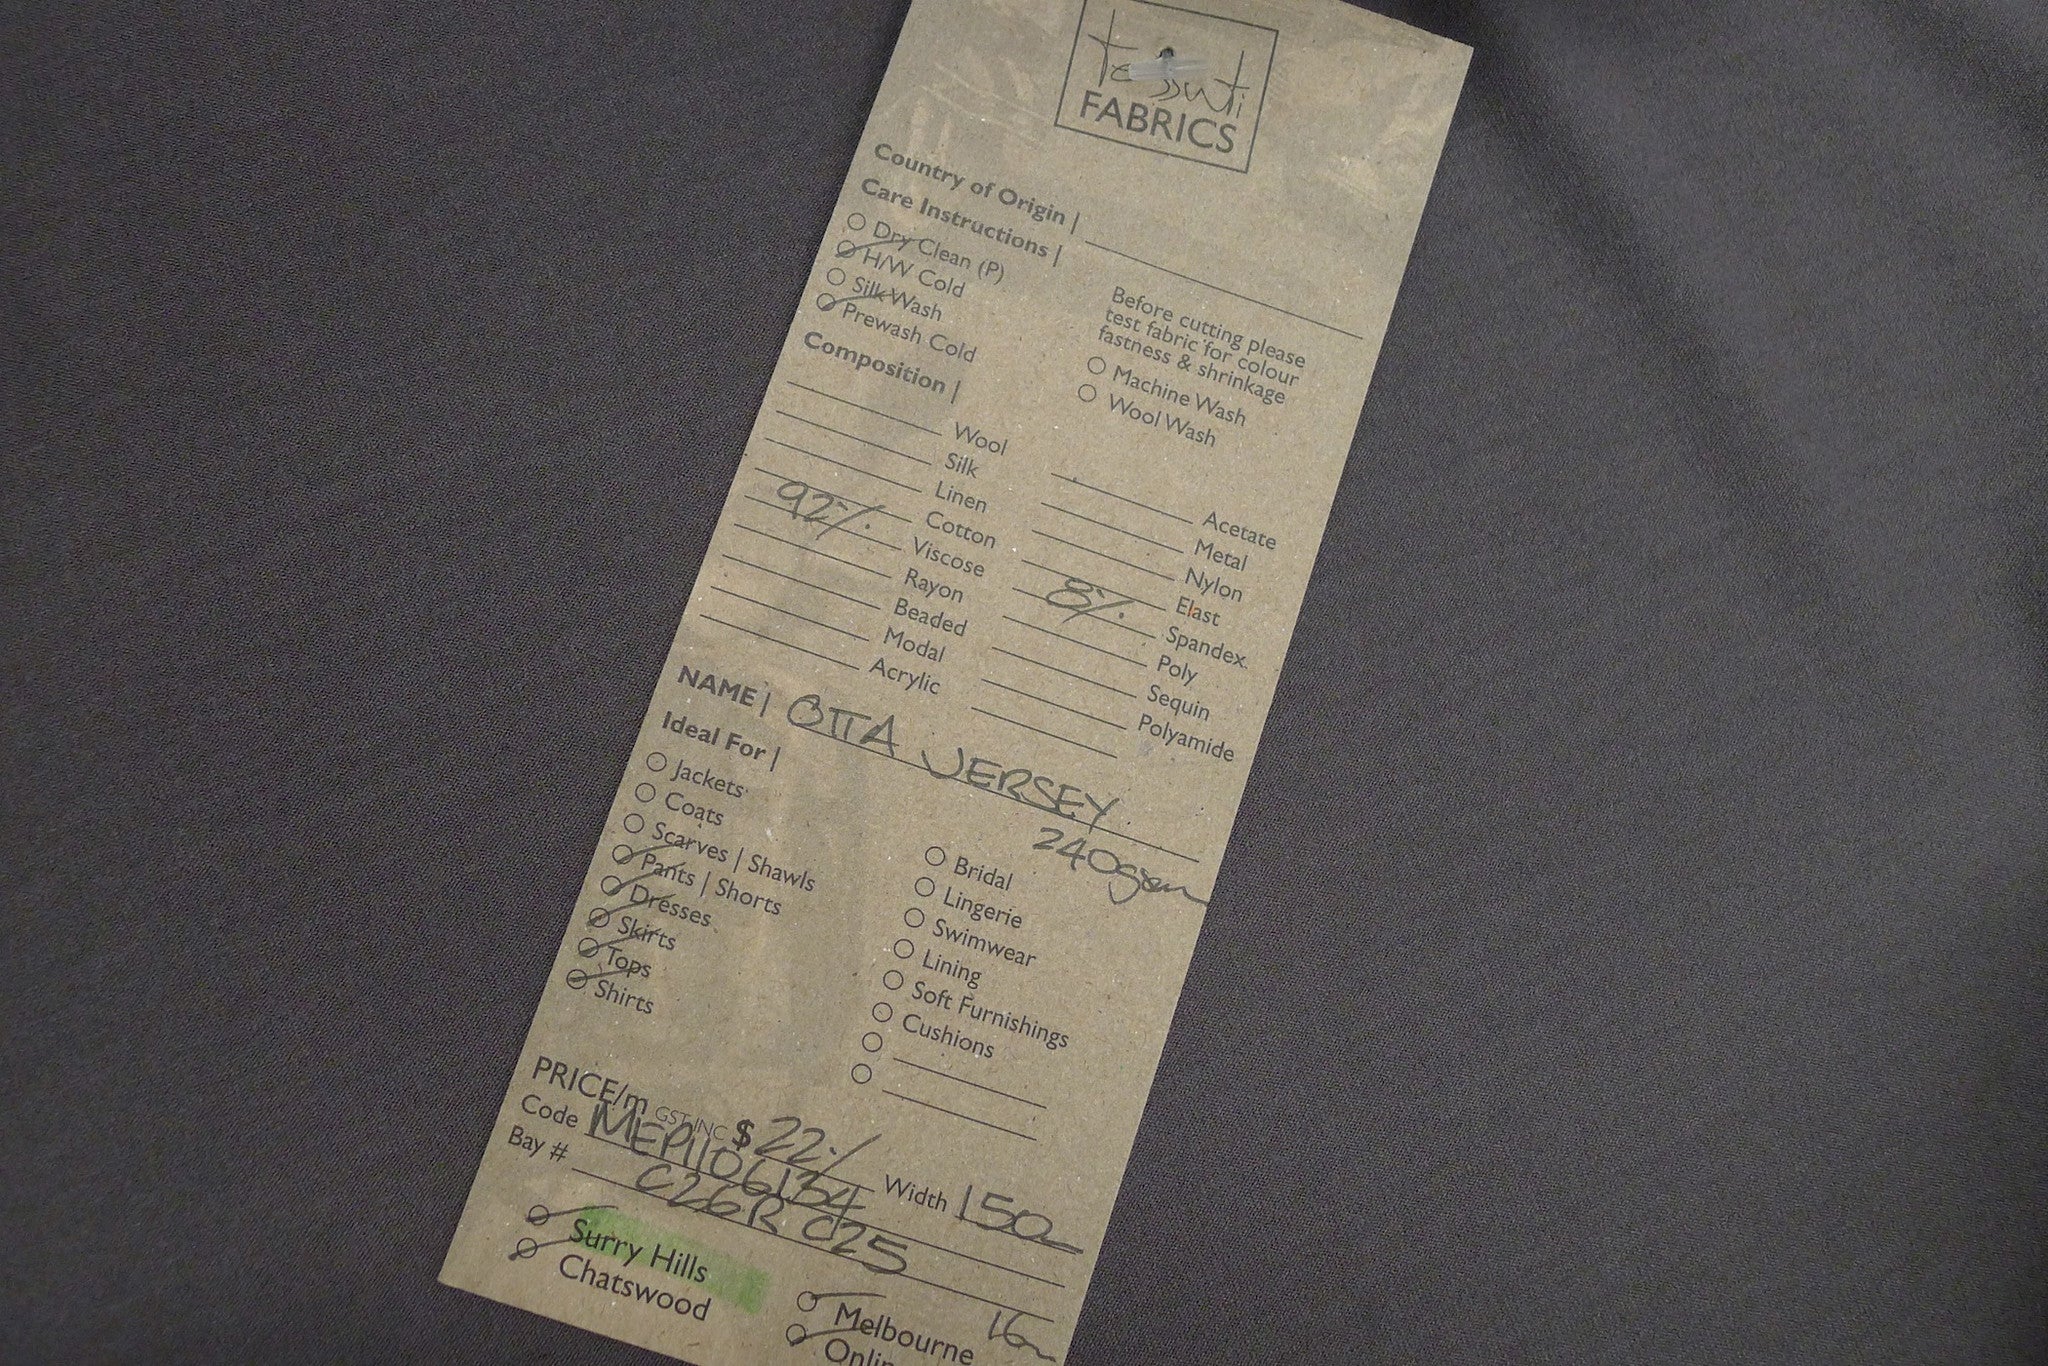 tessuti
FABRICS
Country of Origin |
Care Instructions |
Dry Clean (P)
H/W Cold
Silk Wash
Prewash Cold
Before cutting please
test fabric for colour
fastness & shrinkage
Machine Wash
Wool Wash
Composition |
Wool
Silk
Linen
Cotton
92% Viscose
Rayon
Beaded
Modal
Acrylic
Acetate
Metal
Nylon
Elast
8% Spandex
Poly
Sequin
Polyamide
NAME | OTTA JERSEY
240gsm
Ideal For |
Jackets
Coats
Scarves | Shawls
Pants | Shorts
Dresses
Skirts
Tops
Shirts
Bridal
Lingerie
Swimwear
Lining
Soft Furnishings
Cushions
PRICE/m GST INC $22
Width 150
Code MEP1106134
Bay # C26R C25
Surry Hills
Chatswood
16m
Melbourne